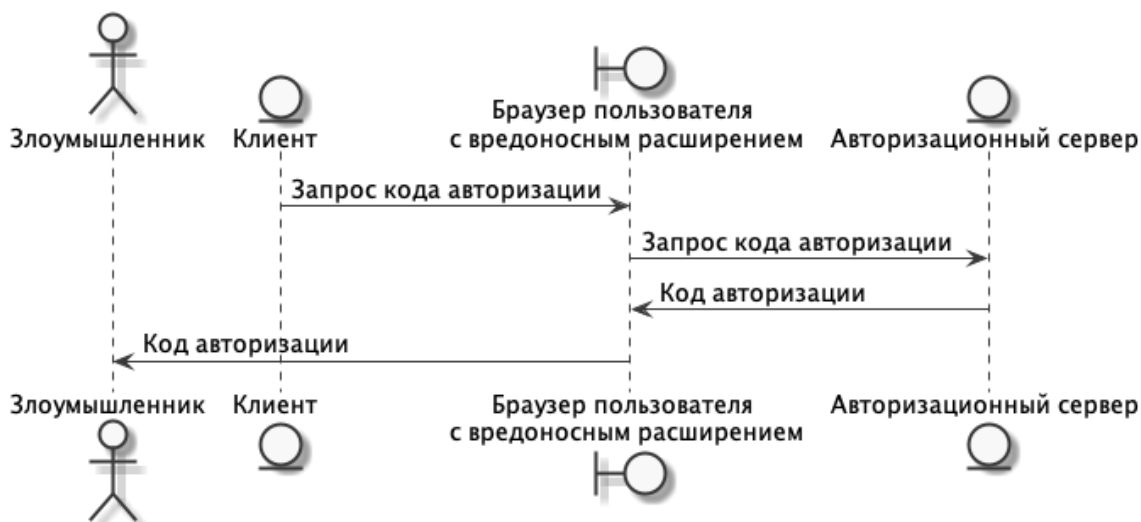 Злоумышленник
Клиент
Браузер пользователя
с вредоносным расширением
Авторизационный сервер
Запрос кода авторизации
Запрос кода авторизации
Код авторизации
Код авторизации
Злоумышленник
Клиент
Браузер пользователя
с вредоносным расширением
Авторизационный сервер